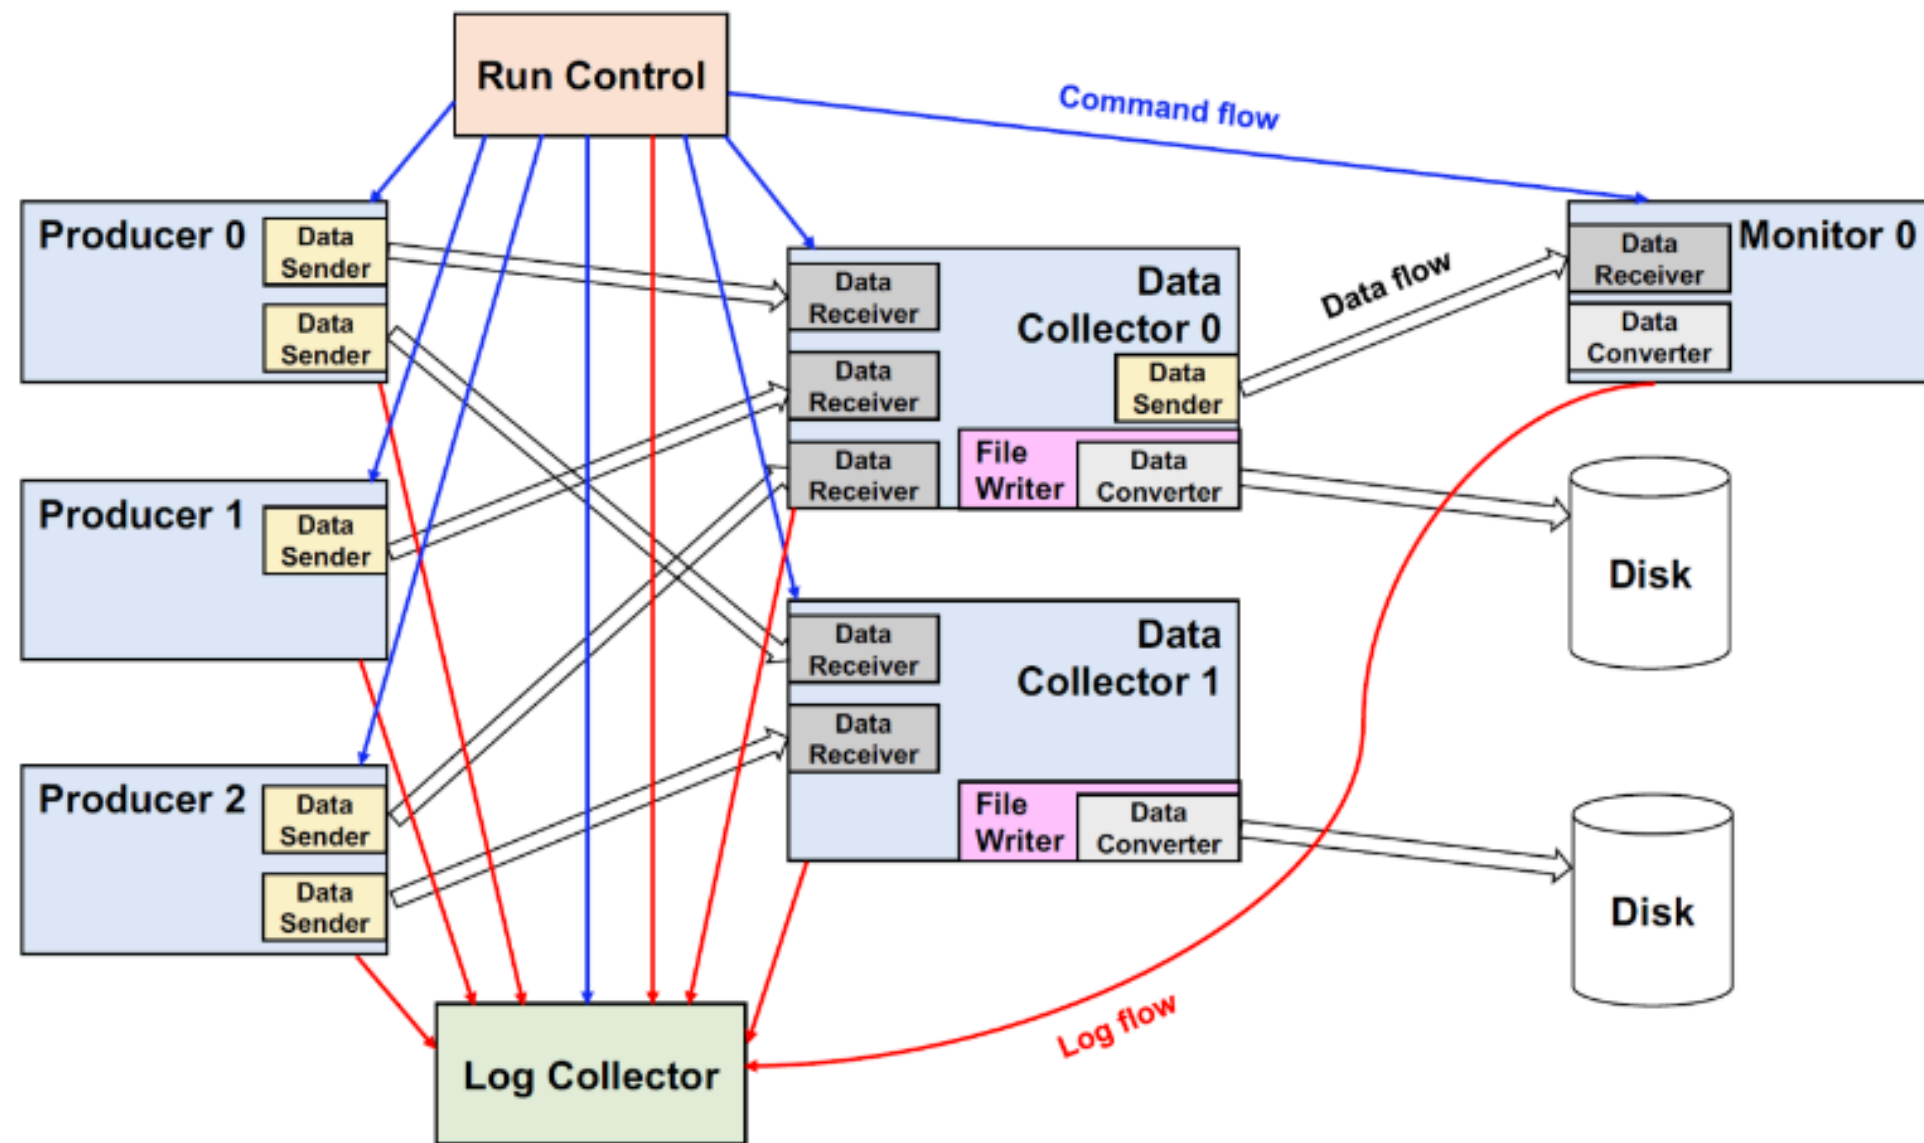 Run Control
Command flow
Producer 0
Data
Sender
Data
Sender
Producer 1
Data
Sender
Producer 2
Data
Sender
Data
Sender
Data
Collector 0
Data
Receiver
Data
Receiver
Data
Receiver
Data
Sender
File
Writer
Data
Converter
Data
Collector 1
Data
Receiver
Data
Receiver
File
Writer
Data
Converter
Data flow
Monitor 0
Data
Receiver
Data
Converter
Disk
Disk
Log flow
Log Collector